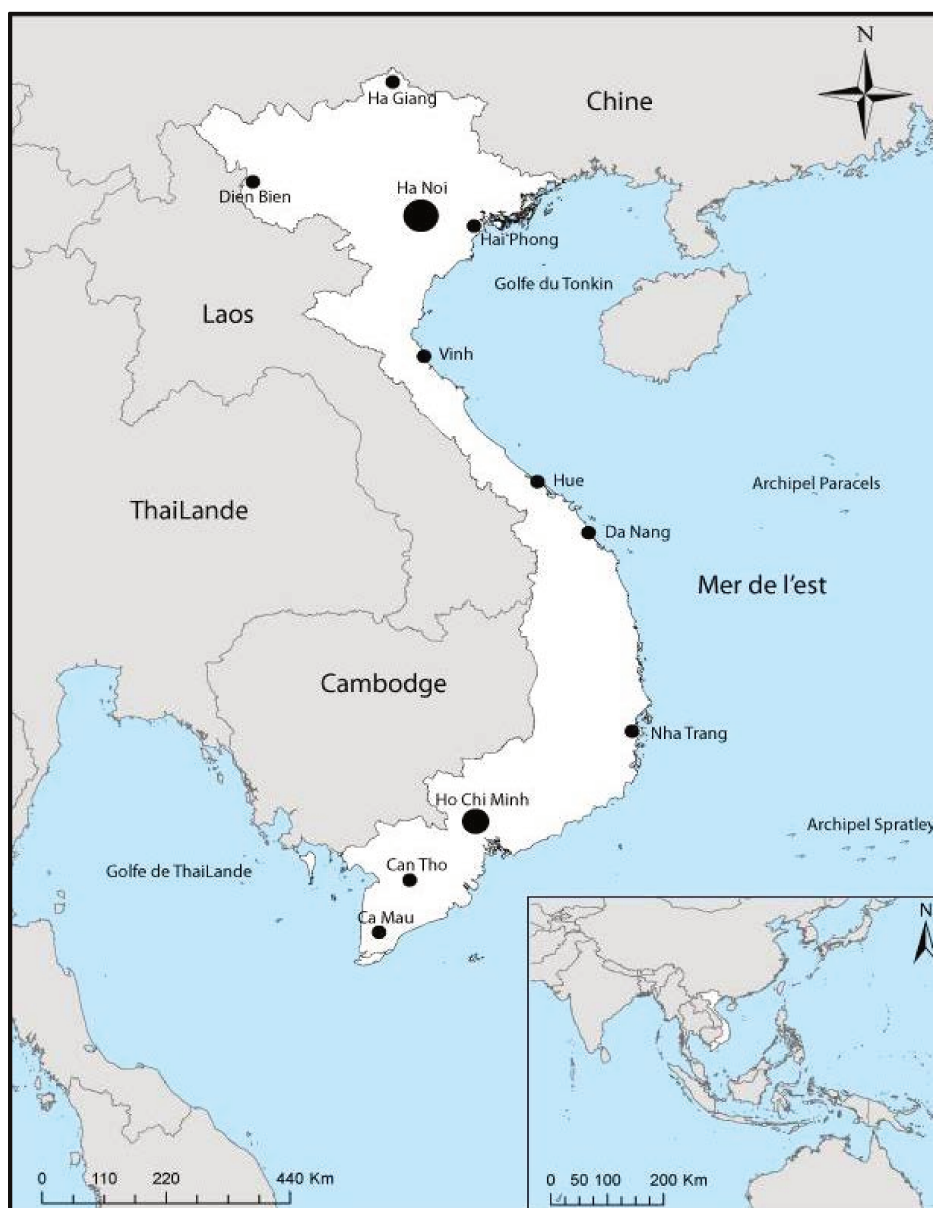 N
Ha Giang
Chine
Dien Bien
Ha Noi
Hai Phong
Golfe du Tonkin
Laos
Vinh
Hue
Archipel Paracels
ThaiLande
Da Nang
Mer de l'est
Cambodge
Nha Trang
Ho Chi Minh
Archipel Spratley
Can Tho
Golfe de ThaiLande
Ca Mau
N
0 110 220 440 Km
0 50 100 200 Km